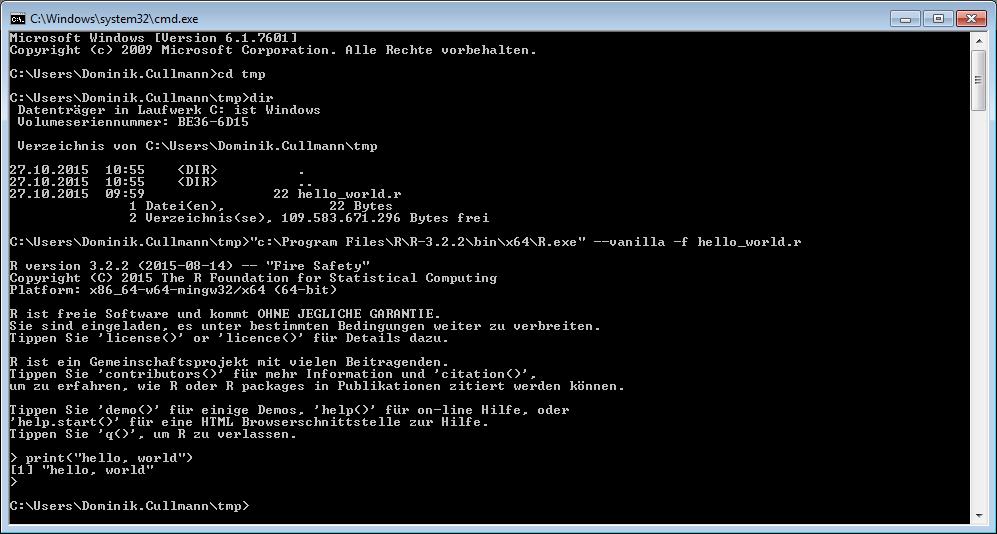 C:\Windows\system32\cmd.exe
Microsoft Windows [Version 6.1.7601]
Copyright (c) 2009 Microsoft Corporation. Alle Rechte vorbehalten.
C:\Users\Dominik.Cullmann>cd tmp
C:\Users\Dominik.Cullmann\tmp>dir
Datenträger in Laufwerk C: ist Windows
Volumeseriennummer: BE36-6D15
Verzeichnis von C:\Users\Dominik.Cullmann\tmp
27.10.2015  10:55    <DIR>          .
27.10.2015  10:55    <DIR>          ..
27.10.2015  09:59                22 hello_world.r
1 Datei(en),             22 Bytes
2 Verzeichnis(se), 109.583.671.296 Bytes frei
C:\Users\Dominik.Cullmann\tmp>"c:\Program Files\R\R-3.2.2\bin\x64\R.exe" --vanilla -f hello_world.r
R version 3.2.2 (2015-08-14) -- "Fire Safety"
Copyright (C) 2015 The R Foundation for Statistical Computing
Platform: x86_64-w64-mingw32/x64 (64-bit)
R ist freie Software und kommt OHNE JEGLICHE GARANTIE.
Sie sind eingeladen, es unter bestimmten Bedingungen weiter zu verbreiten.
Tippen Sie 'license()' or 'licence()' für Details dazu.
R ist ein Gemeinschaftsprojekt mit vielen Beitragenden.
Tippen Sie 'contributors()' für mehr Information und 'citation()',
um zu erfahren, wie R oder R packages in Publikationen zitiert werden können.
Tippen Sie 'demo()' für einige Demos, 'help()' für on-line Hilfe, oder
'help.start()' für eine HTML Browserschnittstelle zur Hilfe.
Tippen Sie 'q()', um R zu verlassen.
> print("hello, world")
[1] "hello, world"
>
C:\Users\Dominik.Cullmann\tmp>